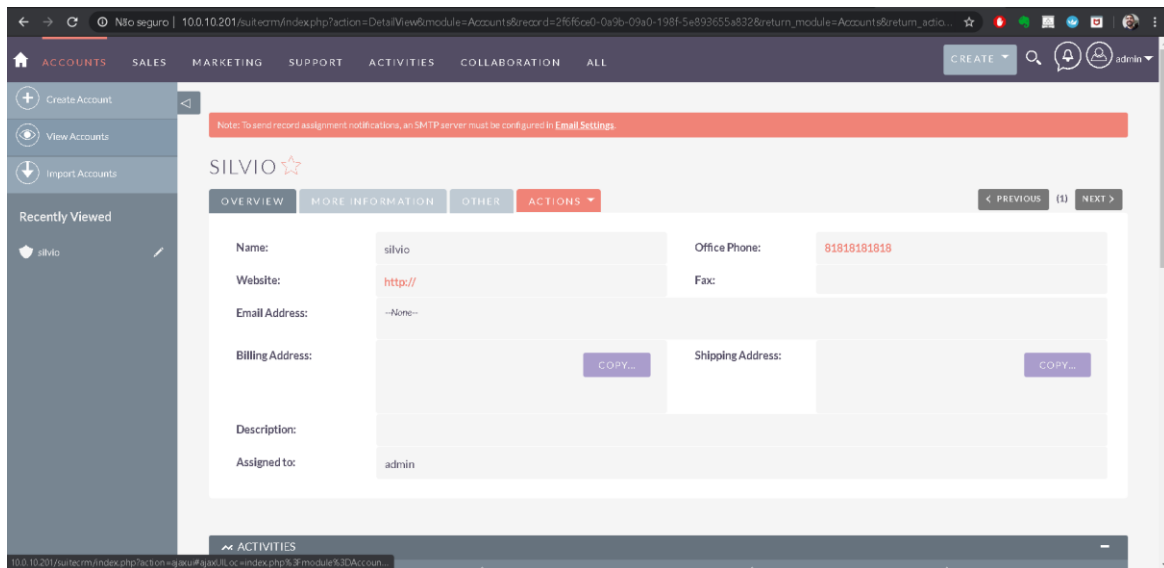 Não seguro | 10.0.10.201/suitecrm/index.php?action=DetailView&module=Accounts&record=2f6f6ce0-0a9b-09a0-198f-5e893655a832&return_module=Accounts&return_actio...
ACCOUNTS SALES MARKETING SUPPORT ACTIVITIES COLLABORATION ALL CREATE admin
Create Account
View Accounts
Import Accounts
Recently Viewed
silvio
Note: To send record assignment notifications, an SMTP server must be configured in Email Settings.
SILVIO
OVERVIEW MORE INFORMATION OTHER ACTIONS < PREVIOUS (1) NEXT >
Name: silvio Office Phone: 81818181818
Website: http:// Fax:
Email Address: --None--
Billing Address: COPY... Shipping Address: COPY...
Description:
Assigned to: admin
ACTIVITIES
10.0.10.201/suitecrm/index.php?action=ajaxui#ajaxUILoc=index.php%3Fmodule%3DAccoun...